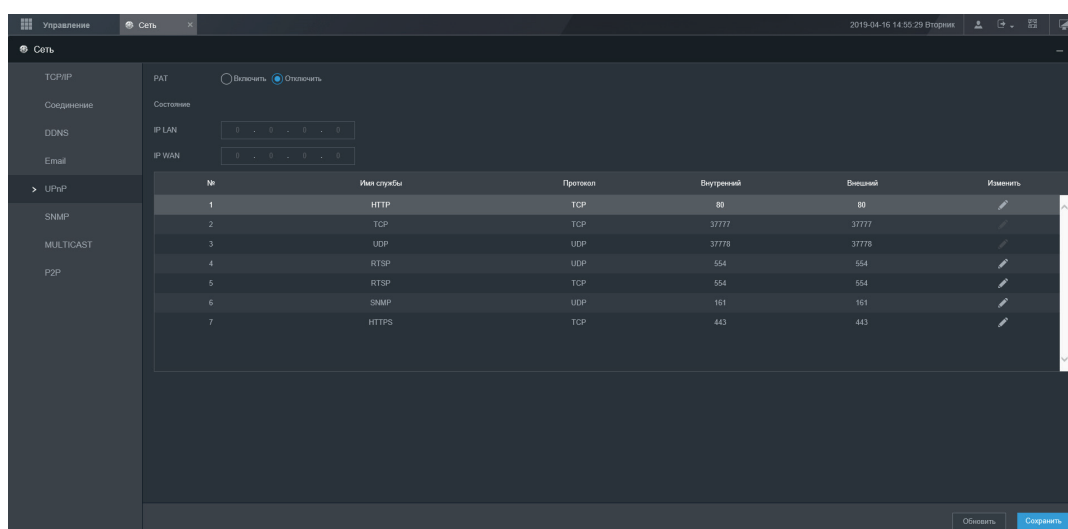 Управление Сеть × 2019-04-16 14:55:29 Вторник
Сеть
TCP/IP
Соединение
DDNS
Email
UPnP
SNMP
MULTICAST
P2P
PAT Включить Отключить
Состояние
IP LAN 0 . 0 . 0 . 0
IP WAN 0 . 0 . 0 . 0
№ Имя службы Протокол Внутренний Внешний Изменить
1 HTTP TCP 80 80
2 TCP TCP 37777 37777
3 UDP UDP 37778 37778
4 RTSP UDP 554 554
5 RTSP TCP 554 554
6 SNMP UDP 161 161
7 HTTPS TCP 443 443
Обновить Сохранить